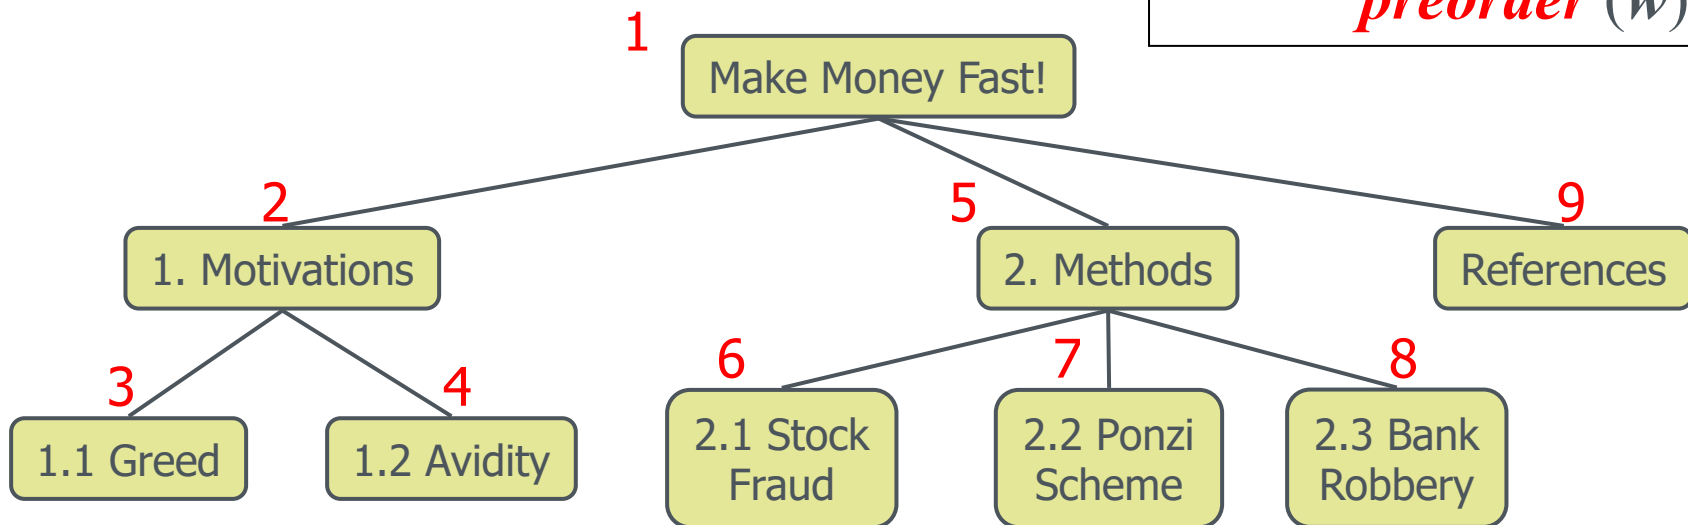 preorder (w)
1
Make Money Fast!
2
5
9
1. Motivations
2. Methods
References
3
4
6
7
8
1.1 Greed
1.2 Avidity
2.1 Stock
Fraud
2.2 Ponzi
Scheme
2.3 Bank
Robbery